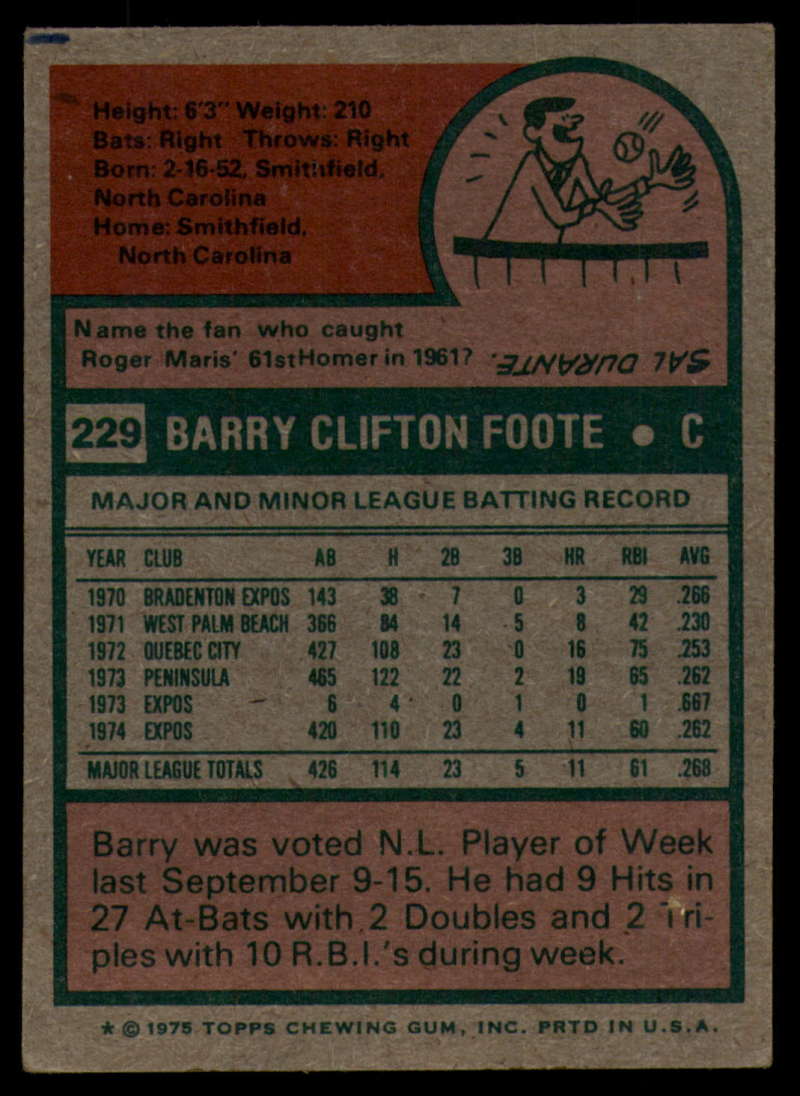 Height: 6'3" Weight: 210
Bats: Right Throws: Right
Born: 2-16-52, Smithfield,
North Carolina
Home: Smithfield,
North Carolina
Name the fan who caught
Roger Maris' 61st Homer in 1961?
SAL DURANTE.
229 BARRY CLIFTON FOOTE • C
MAJOR AND MINOR LEAGUE BATTING RECORD
YEAR CLUB AB H 2B 3B HR RBI AVG
1970 BRADENTON EXPOS 143 38 7 0 3 29 .266
1971 WEST PALM BEACH 366 84 14 5 8 42 .230
1972 QUEBEC CITY 427 108 23 0 16 75 .253
1973 PENINSULA 465 122 22 2 19 65 .262
1973 EXPOS 6 4 0 1 0 1 .667
1974 EXPOS 420 110 23 4 11 60 .262
MAJOR LEAGUE TOTALS 426 114 23 5 11 61 .268
Barry was voted N.L. Player of Week
last September 9-15. He had 9 Hits in
27 At-Bats with 2 Doubles and 2 Tri-
ples with 10 R.B.I.'s during week.
* © 1975 TOPPS CHEWING GUM, INC. PRTD IN U.S.A.